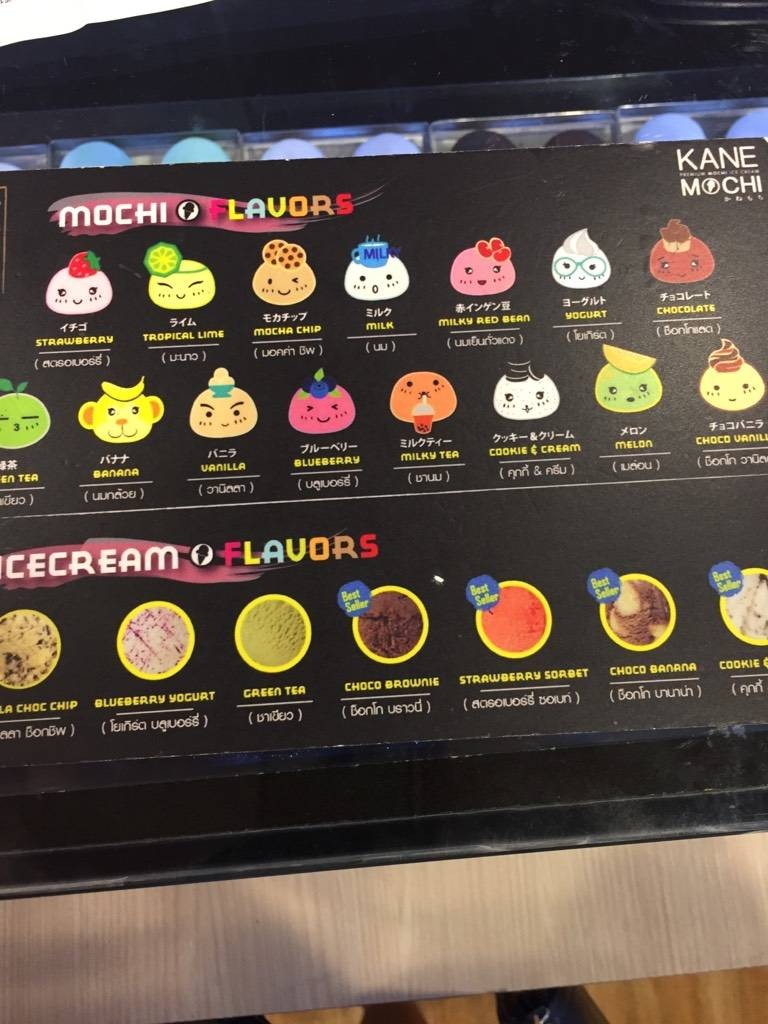 KANE
PREMIUM MOCHI ICE CREAM
MOCHI
かねもち
MOCHI FLAVORS
MILK
イチゴ
STRAWBERRY
( สตรอเบอร์รี่ )
ライム
TROPICAL LIME
( มะนาว )
モカチップ
MOCHA CHIP
( มอคค่า ชิพ )
ミルク
MILK
( นม )
赤インゲン豆
MILKY RED BEAN
( นมเย็นถั่วแดง )
ヨーグルト
YOGURT
( โยเกิร์ต )
チョコレート
CHOCOLATE
( ช็อกโกแลต )
緑茶
EN TEA
เขียว )
バナナ
BANANA
( นมกล้วย )
バニラ
VANILLA
( วานิลลา )
ブルーベリー
BLUEBERRY
( บลูเบอร์รี่ )
ミルクティー
MILKY TEA
( ชานม )
クッキー＆クリーム
COOKIE & CREAM
( คุกกี้ & ครีม )
メロン
MELON
( เมล่อน )
チョコバニラ
CHOCO VANILL
( ช็อกโก วานิล
ICECREAM FLAVORS
LA CHOC CHIP
ลลา ช็อกชิพ )
BLUEBERRY YOGURT
( โยเกิร์ต บลูเบอร์รี่ )
GREEN TEA
( ชาเขียว )
Best
Seller
CHOCO BROWNIE
( ช็อกโก บราวนี่ )
Best
Seller
STRAWBERRY SORBET
( สตรอเบอร์รี่ ซอเบท์ )
Best
Seller
CHOCO BANANA
( ช็อกโก บานาน่า )
Best
Seller
COOKIE &
( คุกกี้